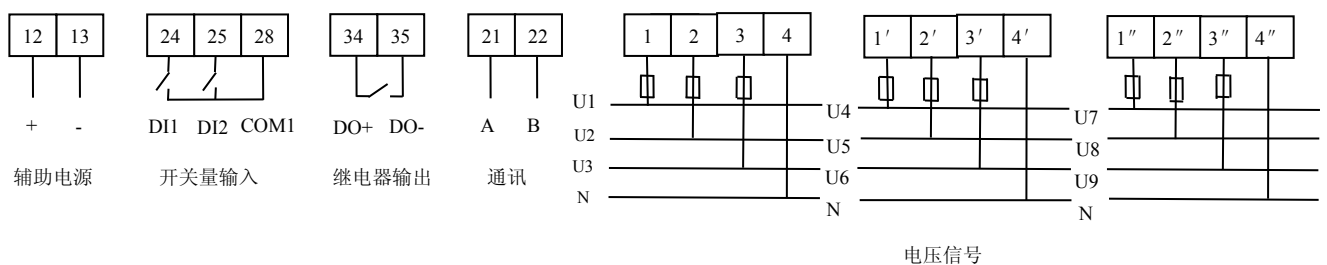 12 13 24 25 28 34 35 21 22 1 2 3 4 1′ 2′ 3′ 4′ 1″ 2″ 3″ 4″
U1 U4 U7
+ - DI1 DI2 COM1 DO+ DO- A B U2 U5 U8
辅助电源 开关量输入 继电器输出 通讯 U3 U6 U9
N N N
电压信号